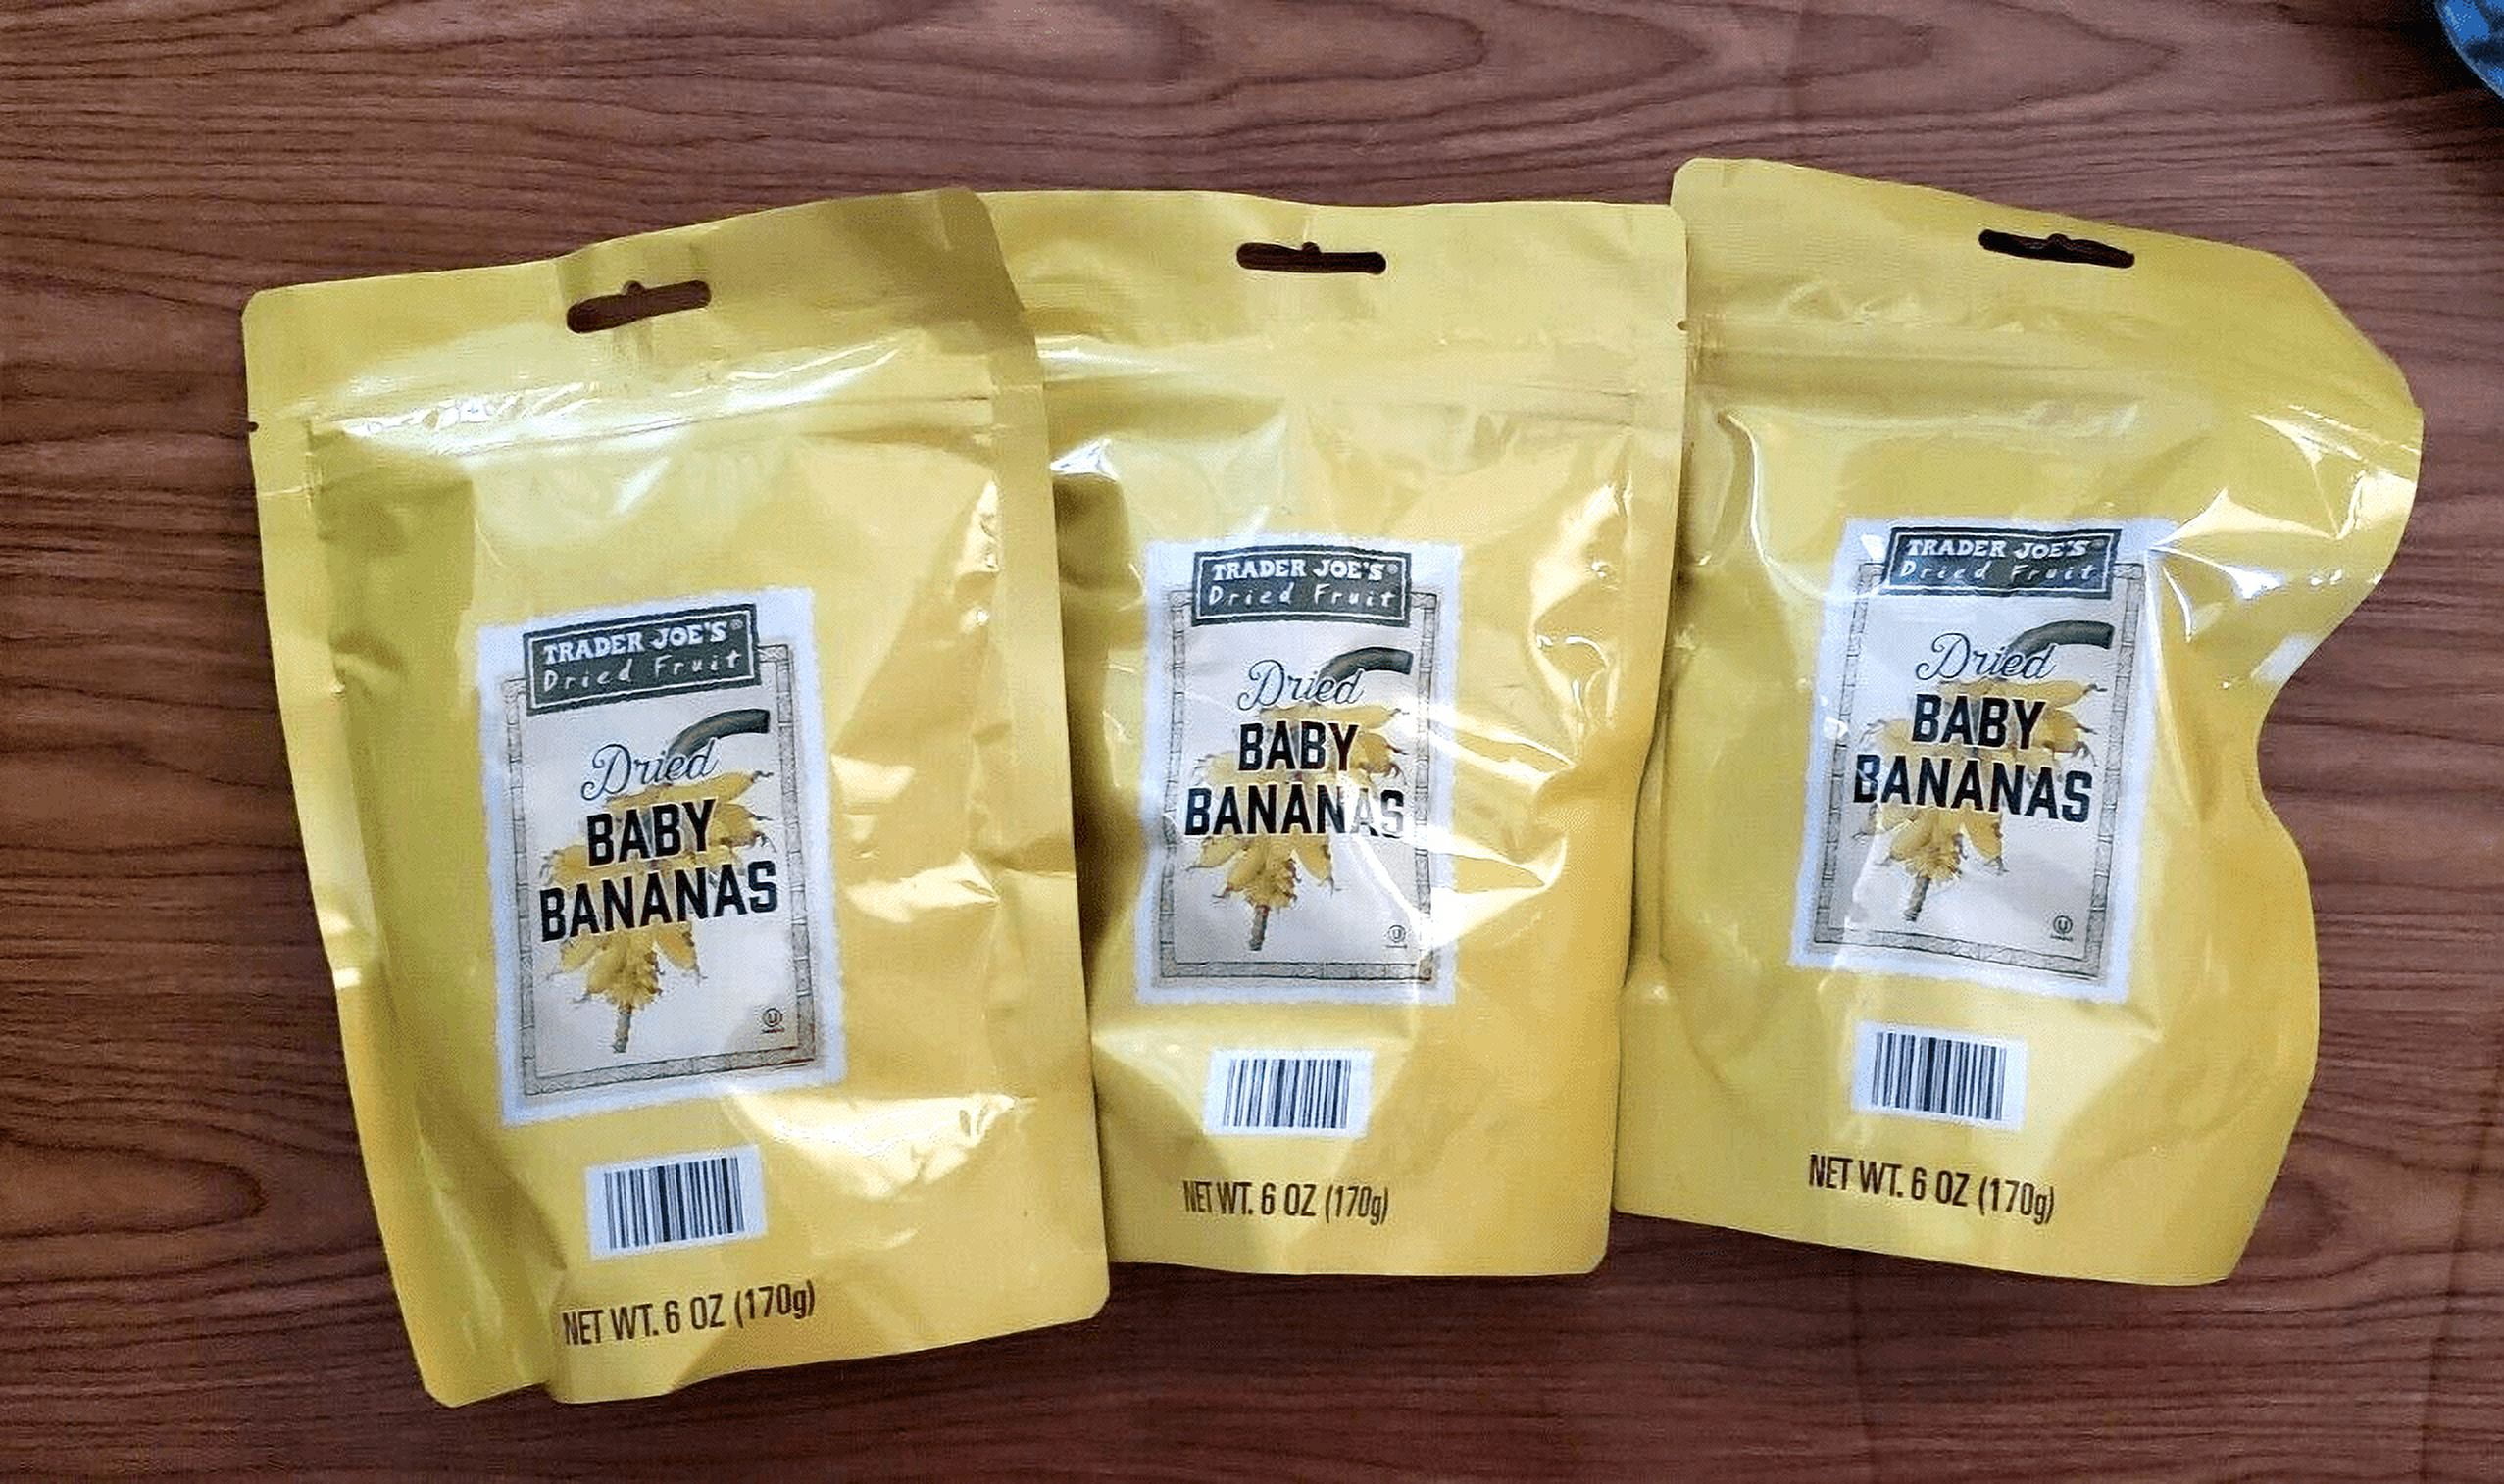 TRADER JOE'S®
Dried Fruit
Dried
BABY
BANANAS
NET WT. 6 OZ (170g)
TRADER JOE'S®
Dried Fruit
Dried
BABY
BANANAS
NET WT. 6 OZ (170g)
TRADER JOE'S®
Dried Fruit
Dried
BABY
BANANAS
NET WT. 6 OZ (170g)